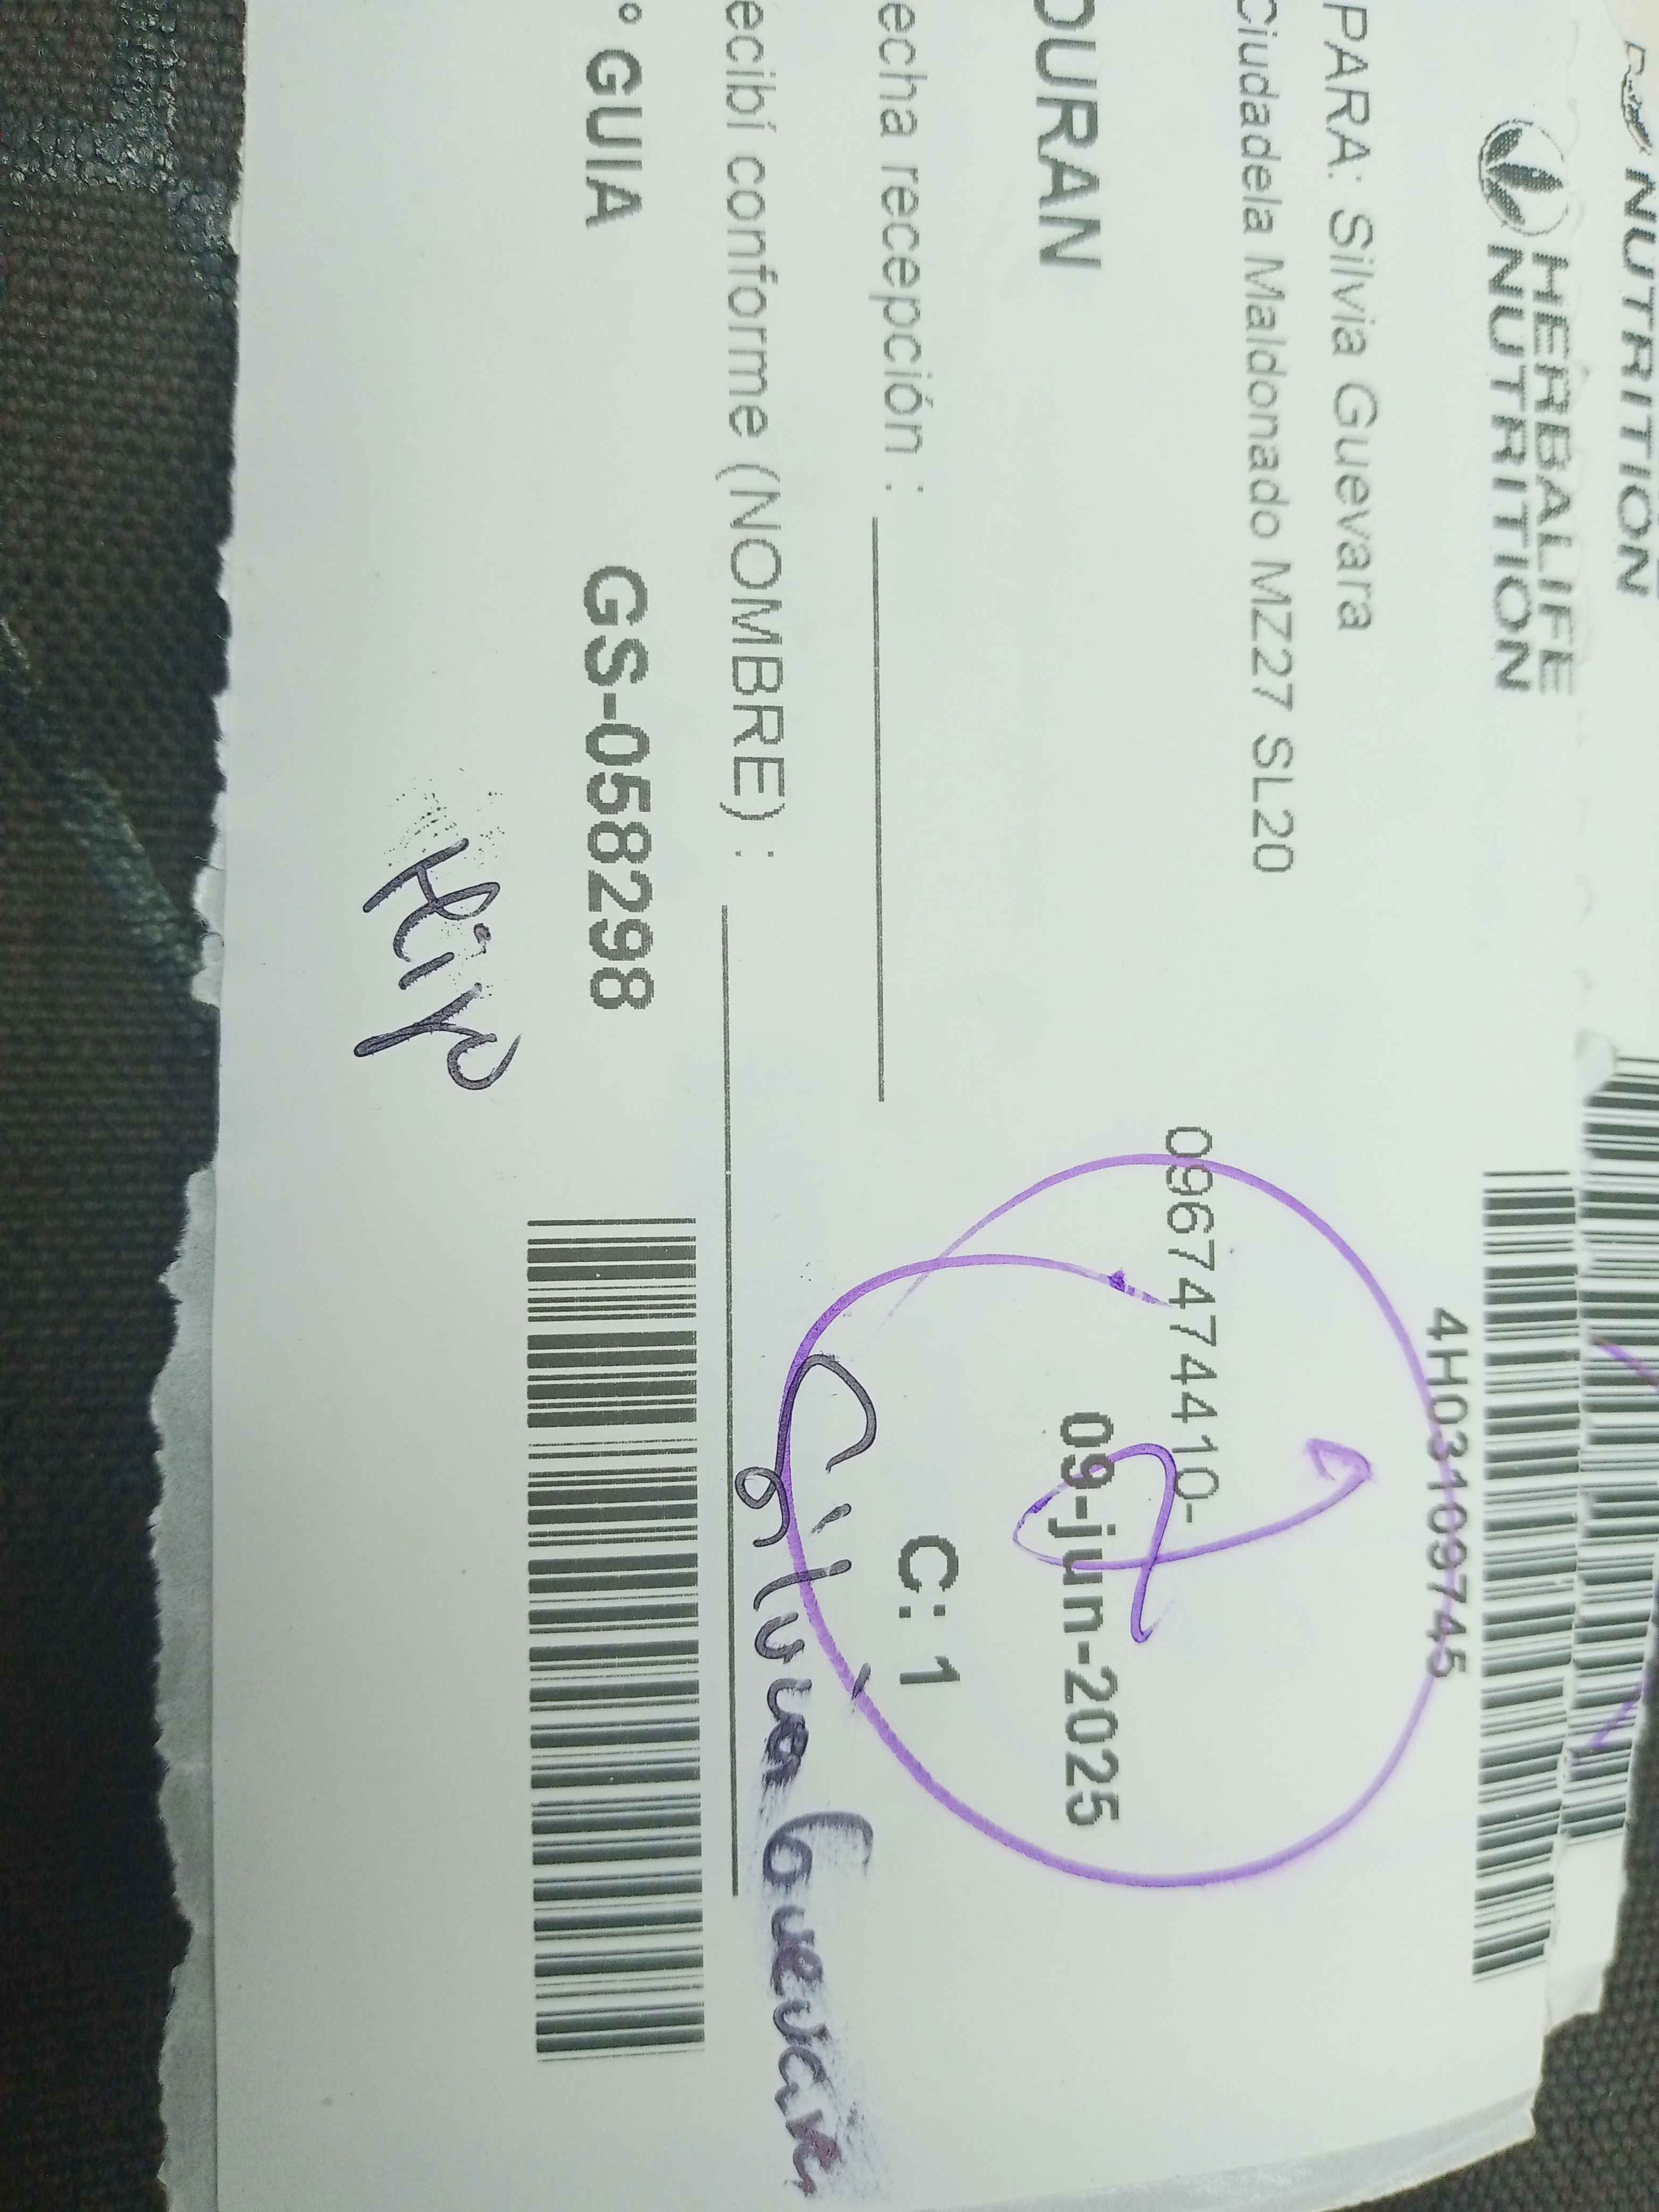 NUTRITION
HERBALIFE
NUTRITION
4H03109745
PARA: Silvia Guevara
Ciudadela Maldonado MZ27 SL20
0967474410-
DURAN
09-jun-2025
echa recepción :
C: 1
ecibí conforme (NOMBRE) :
Silvia Guevara
° GUIA
GS-058298